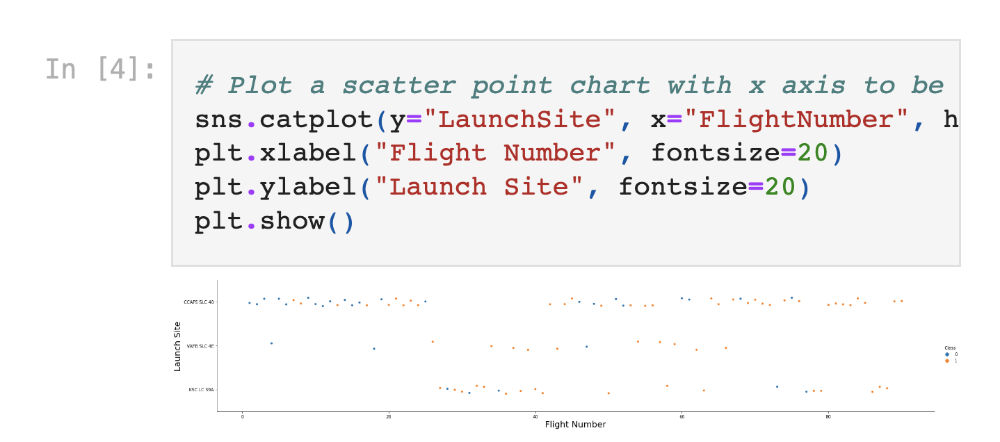 In [4]:
# Plot a scatter point chart with x axis to be
sns.catplot(y="LaunchSite", x="FlightNumber", h
plt.xlabel("Flight Number", fontsize=20)
plt.ylabel("Launch Site", fontsize=20)
plt.show()
CCAFS SLC 40
VAFB SLC 4E
KSC LC 39A
Launch Site
Class
0
1
0 20 40 60 80
Flight Number